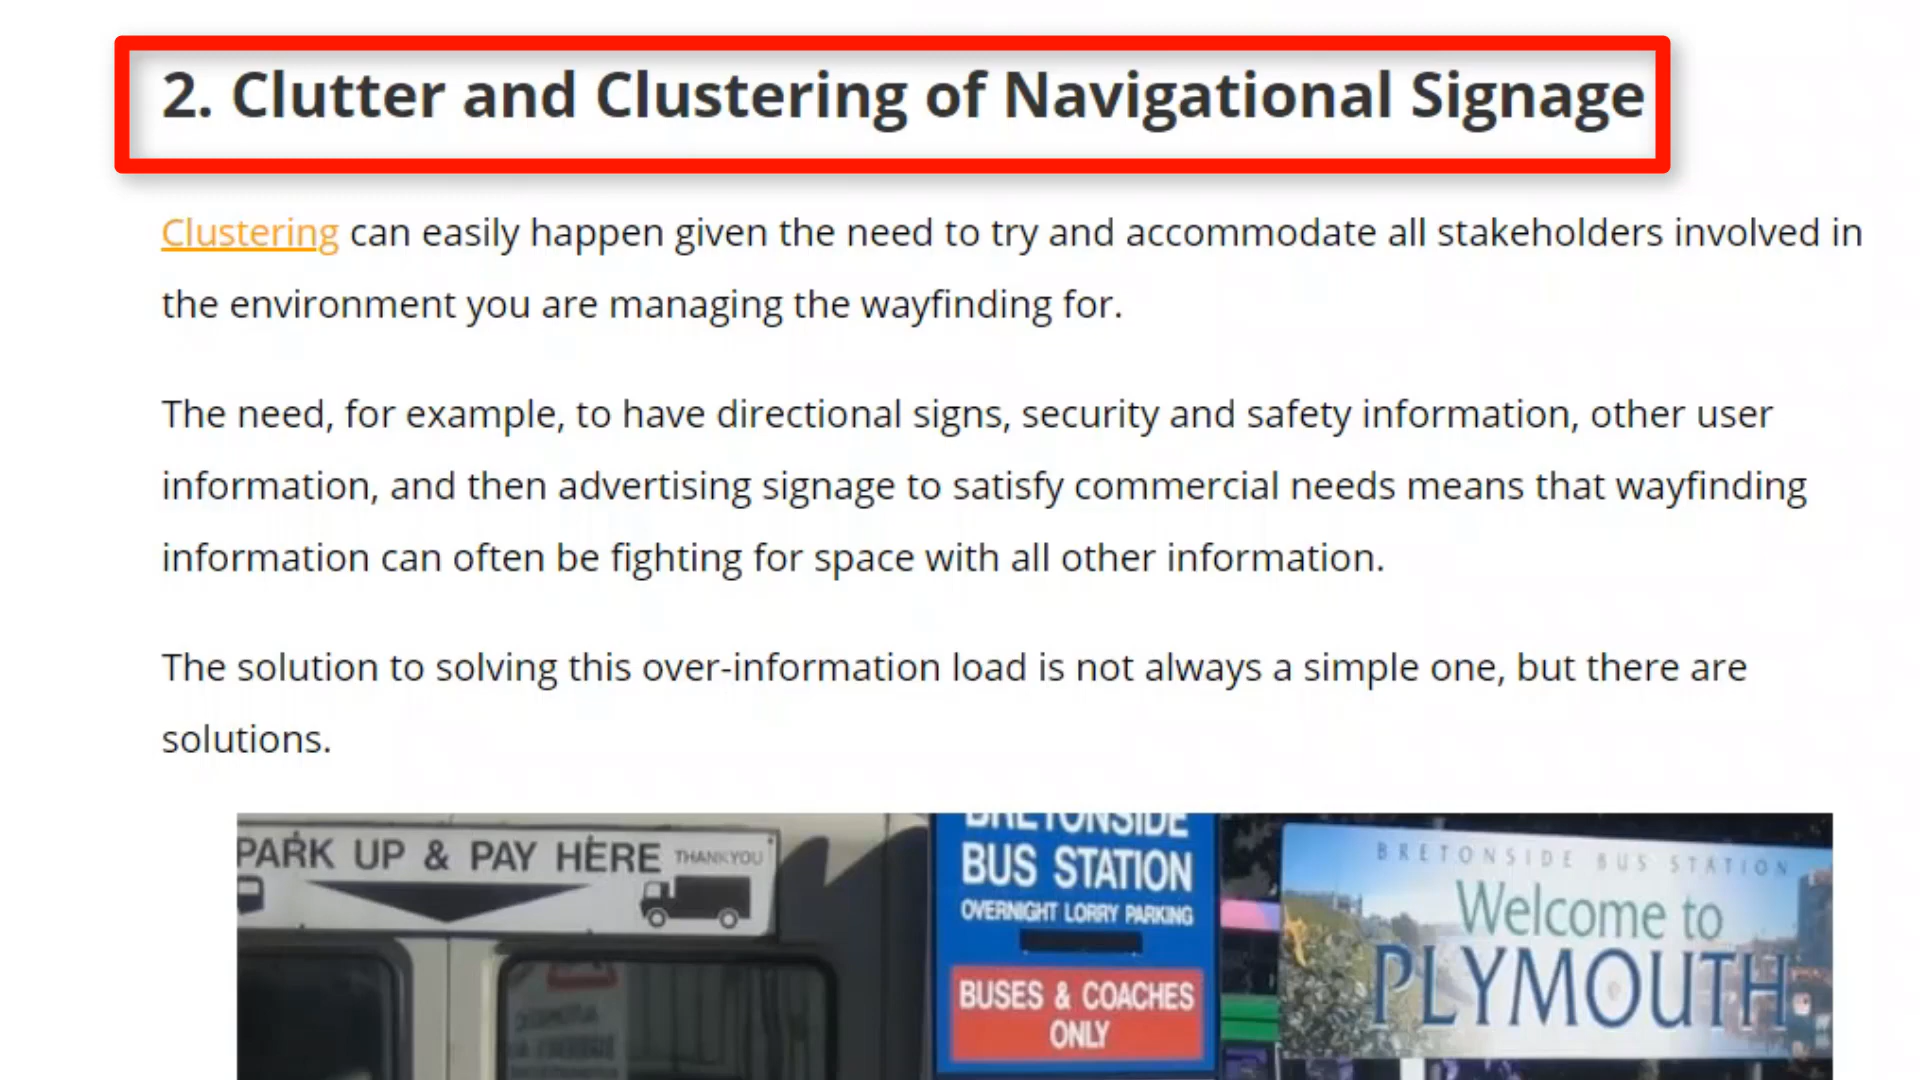 2. Clutter and Clustering of Navigational Signage
Clustering can easily happen given the need to try and accommodate all stakeholders involved in
the environment you are managing the wayfinding for.
The need, for example, to have directional signs, security and safety information, other user
information, and then advertising signage to satisfy commercial needs means that wayfinding
information can often be fighting for space with all other information.
The solution to solving this over-information load is not always a simple one, but there are
solutions.
PARK UP & PAY HERE THANK YOU
BRETONSIDE
BUS STATION
OVERNIGHT LORRY PARKING
BUSES & COACHES
ONLY
BRETONSIDE BUS STATION
Welcome to
PLYMOUTH